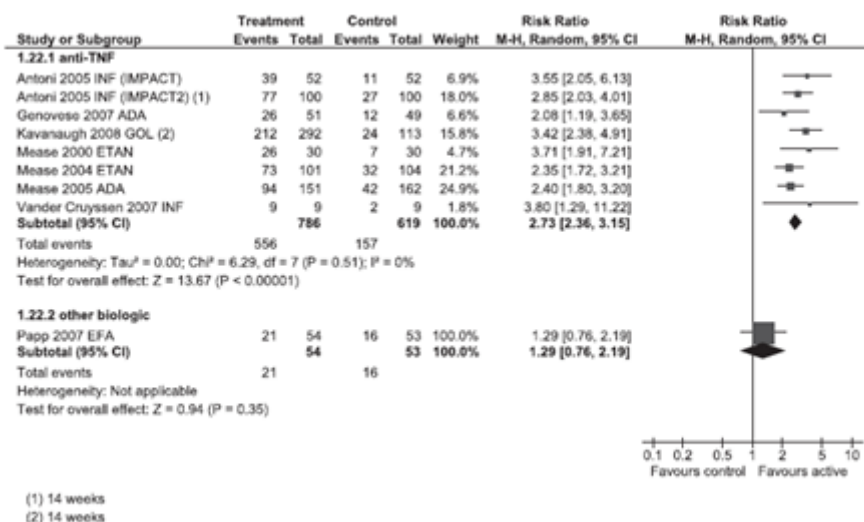 Treatment Control Risk Ratio Risk Ratio
Study or Subgroup Events Total Events Total Weight M-H, Random, 95% CI M-H, Random, 95% CI
1.22.1 anti-TNF
Antoni 2005 INF (IMPACT) 39 52 11 52 6.9% 3.55 [2.05, 6.13]
Antoni 2005 INF (IMPACT2) (1) 77 100 27 100 18.0% 2.85 [2.03, 4.01]
Genovese 2007 ADA 26 51 12 49 6.7% 2.08 [1.19, 3.65]
Kavanaugh 2008 GOL (2) 212 292 24 113 15.8% 3.42 [2.38, 4.91]
Mease 2000 ETAN 26 30 7 30 4.7% 3.71 [1.91, 7.21]
Mease 2004 ETAN 73 101 32 104 21.2% 2.35 [1.72, 3.21]
Mease 2005 ADA 94 151 42 162 24.9% 2.40 [1.80, 3.20]
Vander Cruyssen 2007 INF 9 9 2 9 1.8% 3.80 [1.29, 11.22]
Subtotal (95% CI) 786 619 100.0% 2.73 [2.36, 3.15]
Total events 556 157
Heterogeneity: Tau² = 0.00; Chi² = 6.29, df = 7 (P = 0.51); I² = 0%
Test for overall effect: Z = 13.67 (P < 0.00001)
1.22.2 other biologic
Papp 2007 EFA 21 54 16 53 100.0% 1.29 [0.76, 2.19]
Subtotal (95% CI) 54 53 100.0% 1.29 [0.76, 2.19]
Total events 21 16
Heterogeneity: Not applicable
Test for overall effect: Z = 0.94 (P = 0.35)
0.1 0.2 0.5 1 2 5 10
Favours control Favours active
(1) 14 weeks
(2) 14 weeks